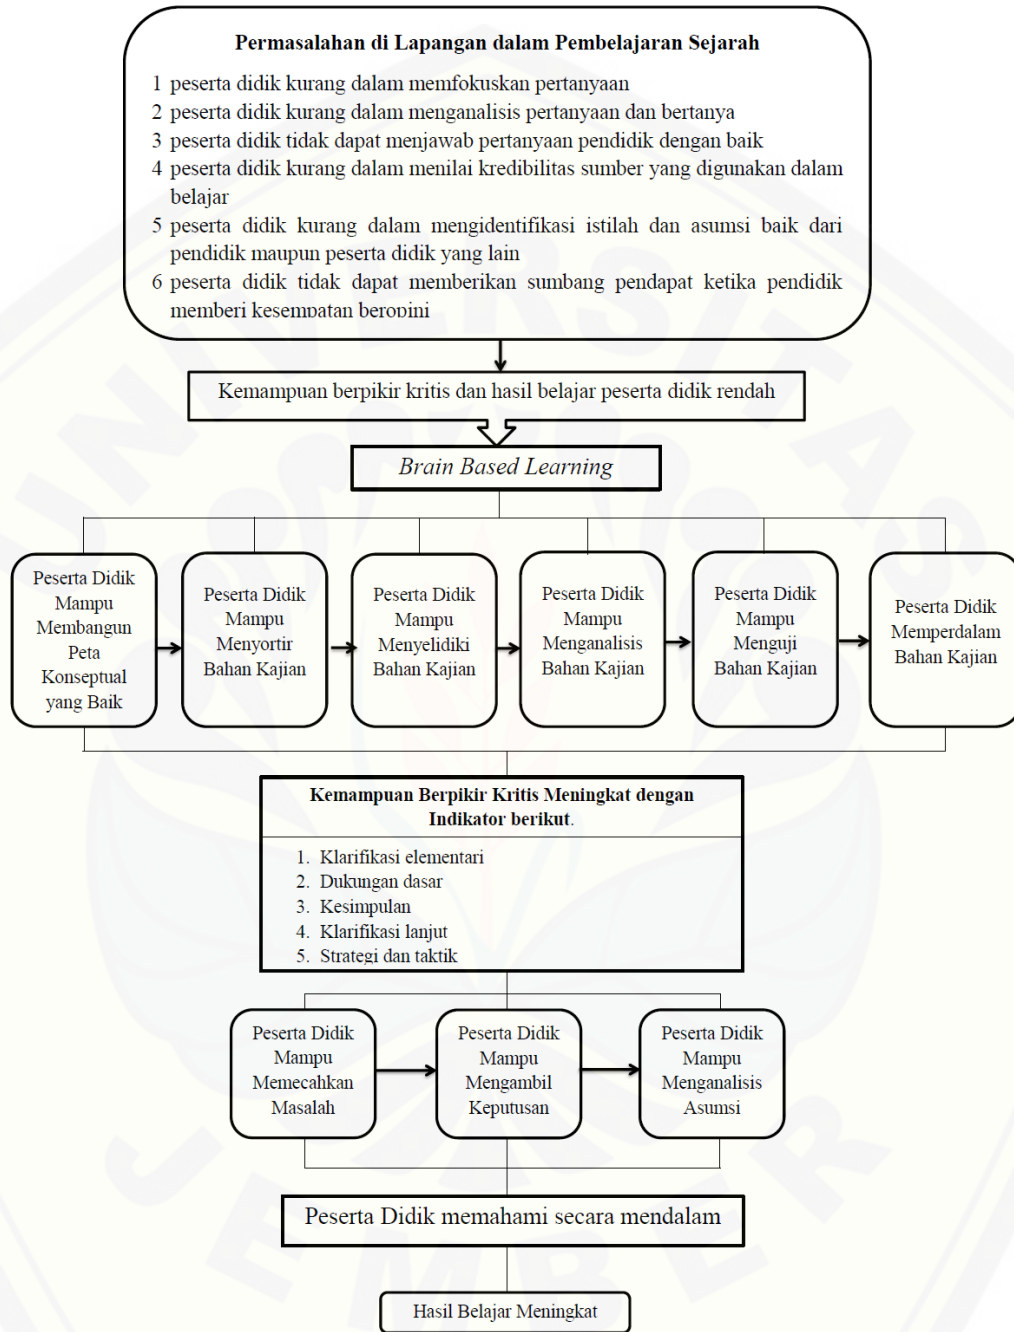 Permasalahan di Lapangan dalam Pembelajaran Sejarah
1 peserta didik kurang dalam memfokuskan pertanyaan
2 peserta didik kurang dalam menganalisis pertanyaan dan bertanya
3 peserta didik tidak dapat menjawab pertanyaan pendidik dengan baik
4 peserta didik kurang dalam menilai kredibilitas sumber yang digunakan dalam
belajar
5 peserta didik kurang dalam mengidentifikasi istilah dan asumsi baik dari
pendidik maupun peserta didik yang lain
6 peserta didik tidak dapat memberikan sumbang pendapat ketika pendidik
memberi kesempatan beropini
Kemampuan berpikir kritis dan hasil belajar peserta didik rendah
Brain Based Learning
Peserta Didik
Mampu
Membangun
Peta
Konseptual
yang Baik
Peserta Didik
Mampu
Menyortir
Bahan Kajian
Peserta Didik
Mampu
Menyelidiki
Bahan Kajian
Peserta Didik
Mampu
Menganalisis
Bahan Kajian
Peserta Didik
Mampu
Menguji
Bahan Kajian
Peserta Didik
Memperdalam
Bahan Kajian
Kemampuan Berpikir Kritis Meningkat dengan
Indikator berikut.
1. Klarifikasi elementari
2. Dukungan dasar
3. Kesimpulan
4. Klarifikasi lanjut
5. Strategi dan taktik
Peserta Didik
Mampu
Memecahkan
Masalah
Peserta Didik
Mampu
Mengambil
Keputusan
Peserta Didik
Mampu
Menganalisis
Asumsi
Peserta Didik memahami secara mendalam
Hasil Belajar Meningkat
UNIVERSITAS
JEMBER